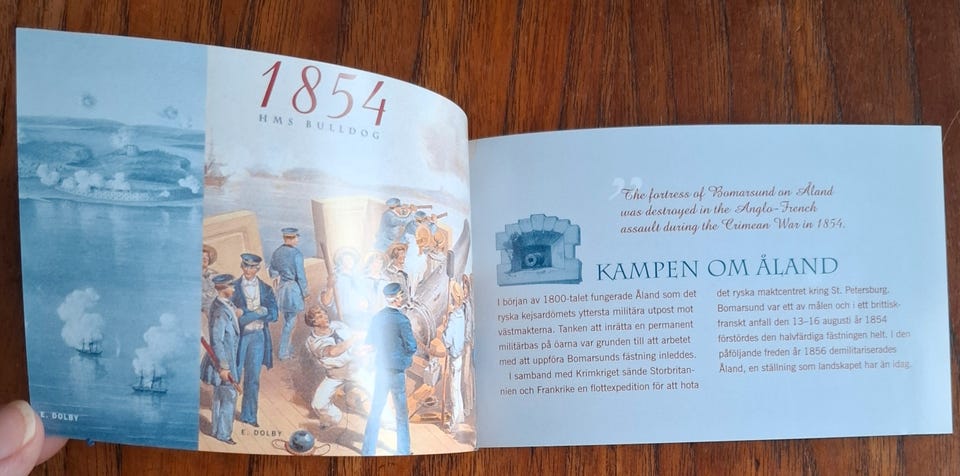 1854
HMS BULLDOG
E. DOLBY
E. DOLBY
”The fortress of Bomarsund on Åland
was destroyed in the Anglo-French
assault during the Crimean War in 1854.
KAMPEN OM ÅLAND
I början av 1800-talet fungerade Åland som det
ryska kejsardömets yttersta militära utpost mot
västmakterna. Tanken att inrätta en permanent
militärbas på öarna var grunden till att arbetet
med att uppföra Bomarsunds fästning inleddes.
I samband med Krimkriget sände Storbritan-
nien och Frankrike en flottexpedition för att hota
det ryska maktcentret kring St. Petersburg.
Bomarsund var ett av målen och i ett brittisk-
franskt anfall den 13–16 augusti år 1854
förstördes den halvfärdiga fästningen helt. I den
påföljande freden år 1856 demilitariserades
Åland, en ställning som landskapet har än idag.